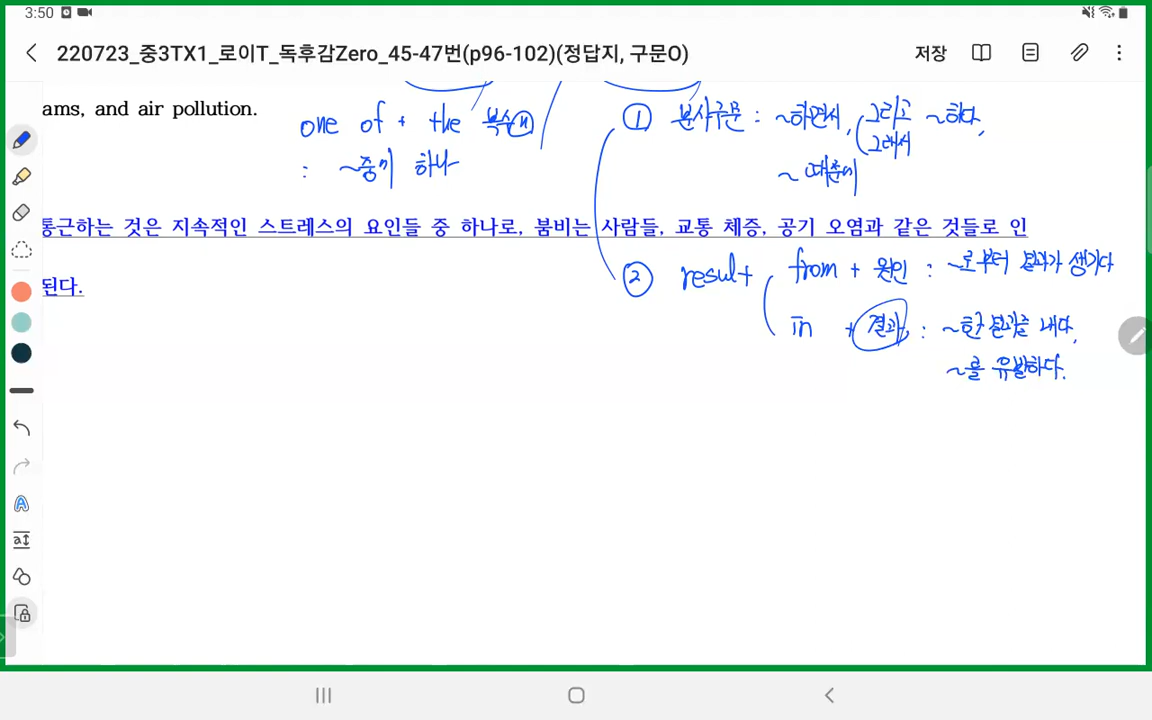 3:50
220723_중3TX1_로이T_독후감Zero_45-47번(p96-102)(정답지, 구문O)
저장
ams, and air pollution.
one of + the 복수ⓝ
: ~중에 하나
① 분사구문 : ~하면서, 그리고 ~하다,
그래서
~ 때문에
통근하는 것은 지속적인 스트레스의 요인들 중 하나로, 붐비는 사람들, 교통 체증, 공기 오염과 같은 것들로 인
된다.
② result from + 원인 : ~로부터 결과가 생기다
in + 결과 : ~한 결과를 내다,
~를 유발하다.